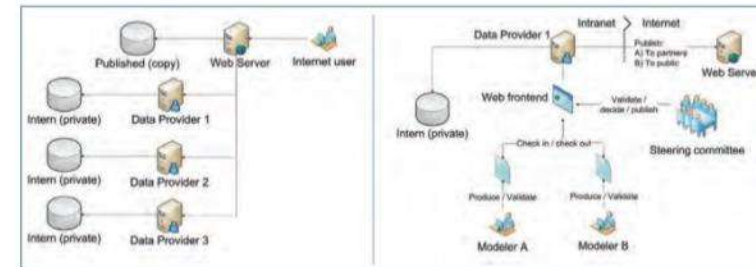 Published (copy)
Web Server
Internet user
Intern (private)
Data Provider 1
Intern (private)
Data Provider 2
Intern (private)
Data Provider 3
Intranet
Internet
Data Provider 1
Publish:
A) To partners
B) To public
Web Serve
Web frontend
Validate /
decide / publish
Intern (private)
Check in / check out
Steering committee
Produce / Validate
Produce / Validate
Modeler A
Modeler B